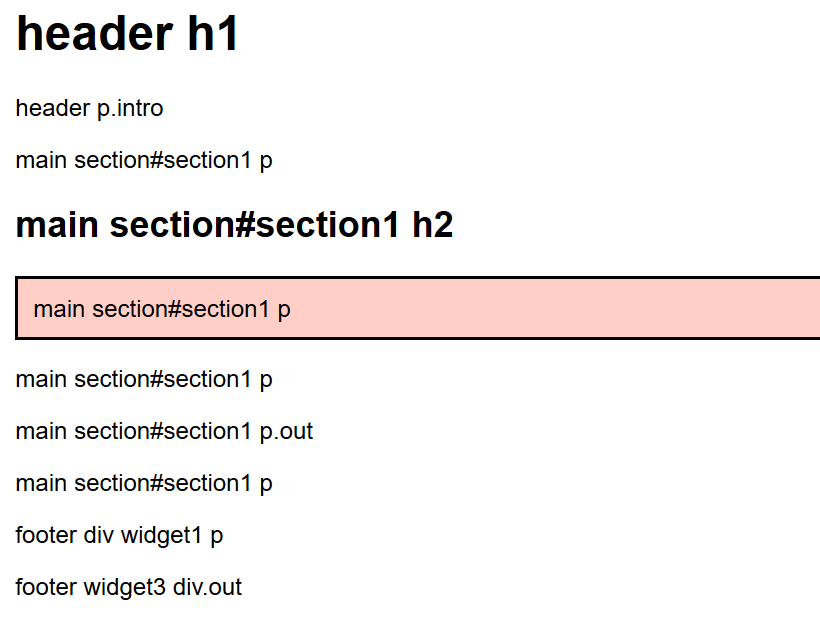 header h1
header p.intro
main section#section1 p
main section#section1 h2
main section#section1 p
main section#section1 p
main section#section1 p.out
main section#section1 p
footer div widget1 p
footer widget3 div.out